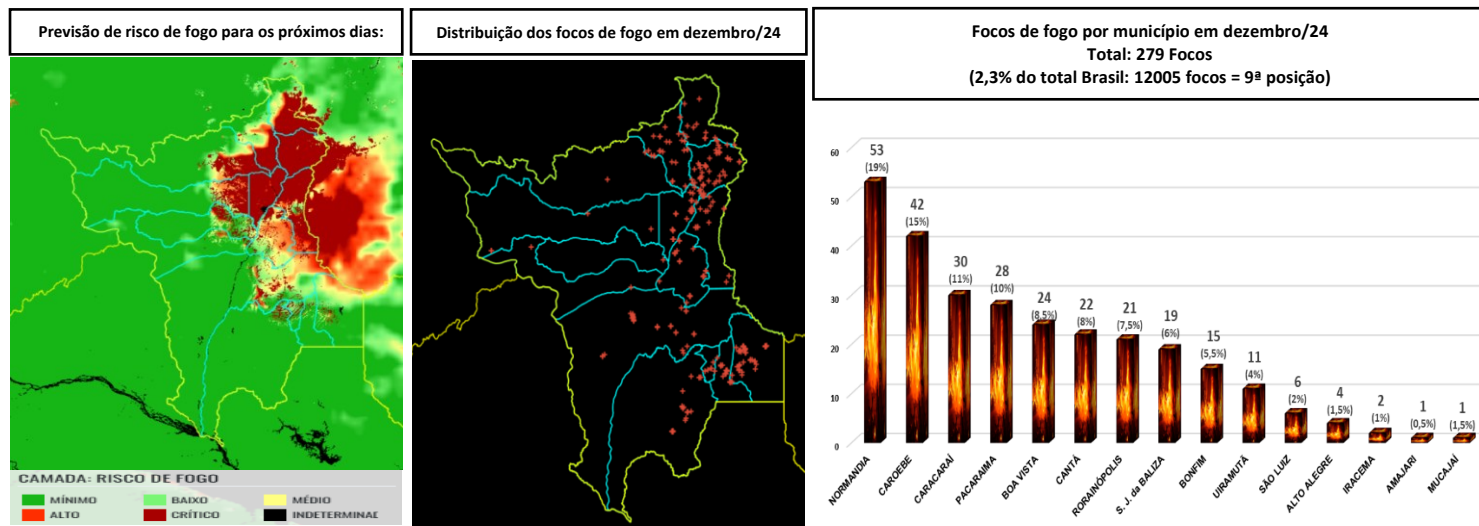 Previsão de risco de fogo para os próximos dias:
CAMADA: RISCO DE FOGO
MÍNIMO BAIXO MÉDIO
ALTO CRÍTICO INDETERMINAD
Distribuição dos focos de fogo em dezembro/24
Focos de fogo por município em dezembro/24
Total: 279 Focos
(2,3% do total Brasil: 12005 focos = 9ª posição)
60
50
40
30
20
10
0
53
(19%)
42
(15%)
30
(11%)
28
(10%)
24
(8,5%)
22
(8%)
21
(7,5%)
19
(6%)
15
(5,5%)
11
(4%)
6
(2%)
4
(1,5%)
2
(1%)
1
(0,5%)
1
(1,5%)
NORMANDIA
CAROEBE
CARACARAÍ
PACARAIMA
BOA VISTA
CANTÁ
RORAINÓPOLIS
S. J. da BALIZA
BONFIM
UIRAMUTÃ
SÃO LUIZ
ALTO ALEGRE
IRACEMA
AMAJARI
MUCAJAÍ